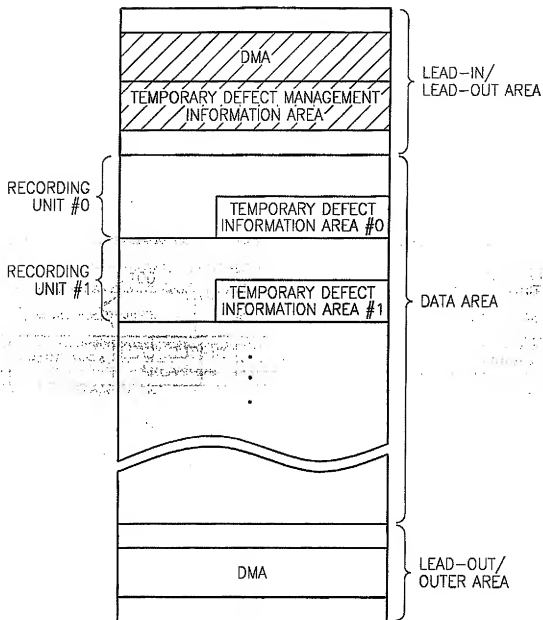 DMA
TEMPORARY DEFECT MANAGEMENT
INFORMATION AREA
LEAD-IN/
LEAD-OUT AREA
RECORDING
UNIT #0
TEMPORARY DEFECT
INFORMATION AREA #0
RECORDING
UNIT #1
TEMPORARY DEFECT
INFORMATION AREA #1
DATA AREA
DMA
LEAD-OUT/
OUTER AREA